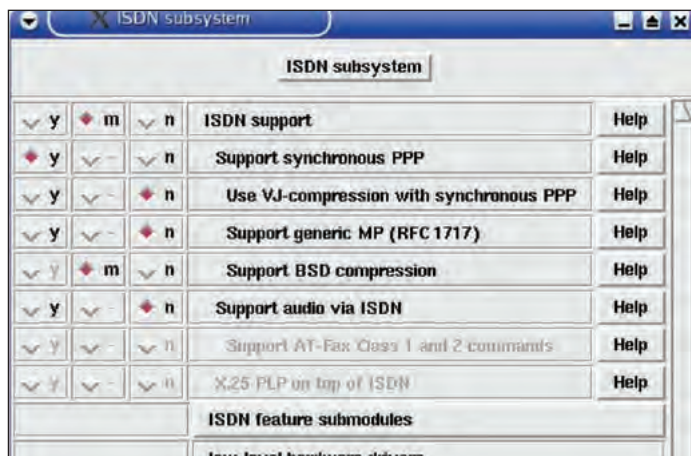 X ISDN subsystem
ISDN subsystem
y m n ISDN support Help
y - n Support synchronous PPP Help
y - n Use VJ-compression with synchronous PPP Help
y - n Support generic MP (RFC 1717) Help
y m n Support BSD compression Help
y - n Support audio via ISDN Help
y - n Support AT-Fax Class 1 and 2 commands Help
y - n X.25 PLP on top of ISDN Help
ISDN feature submodules
low-level hardware drivers